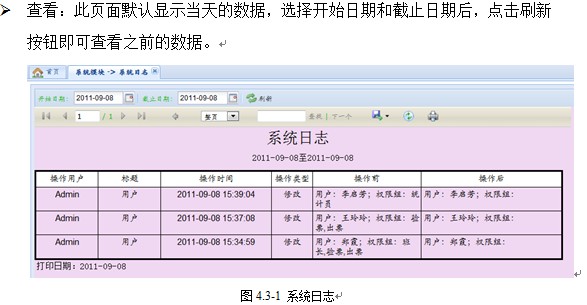 ➤ 查看：此页面默认显示当天的数据，选择开始日期和截止日期后，点击刷新
按钮即可查看之前的数据。
首页 系统模块 -> 系统日志
开始日期: 2011-09-08 截止日期: 2011-09-08 刷新
1 / 1 整页 查找 | 下一个
系统日志
2011-09-08至2011-09-08
操作用户 标题 操作时间 操作类型 操作前 操作后
Admin 用户 2011-09-08 15:39:04 修改 用户：李启芳；权限组：统计员 用户：李启芳；权限组：
Admin 用户 2011-09-08 15:37:08 修改 用户：王玲玲；权限组：验票,出票 用户：王玲玲；权限组：
Admin 用户 2011-09-08 15:34:59 修改 用户：郑霞；权限组：班长,验票,出票 用户：郑霞；权限组：
打印日期：2011-09-08
图 4.3-1 系统日志